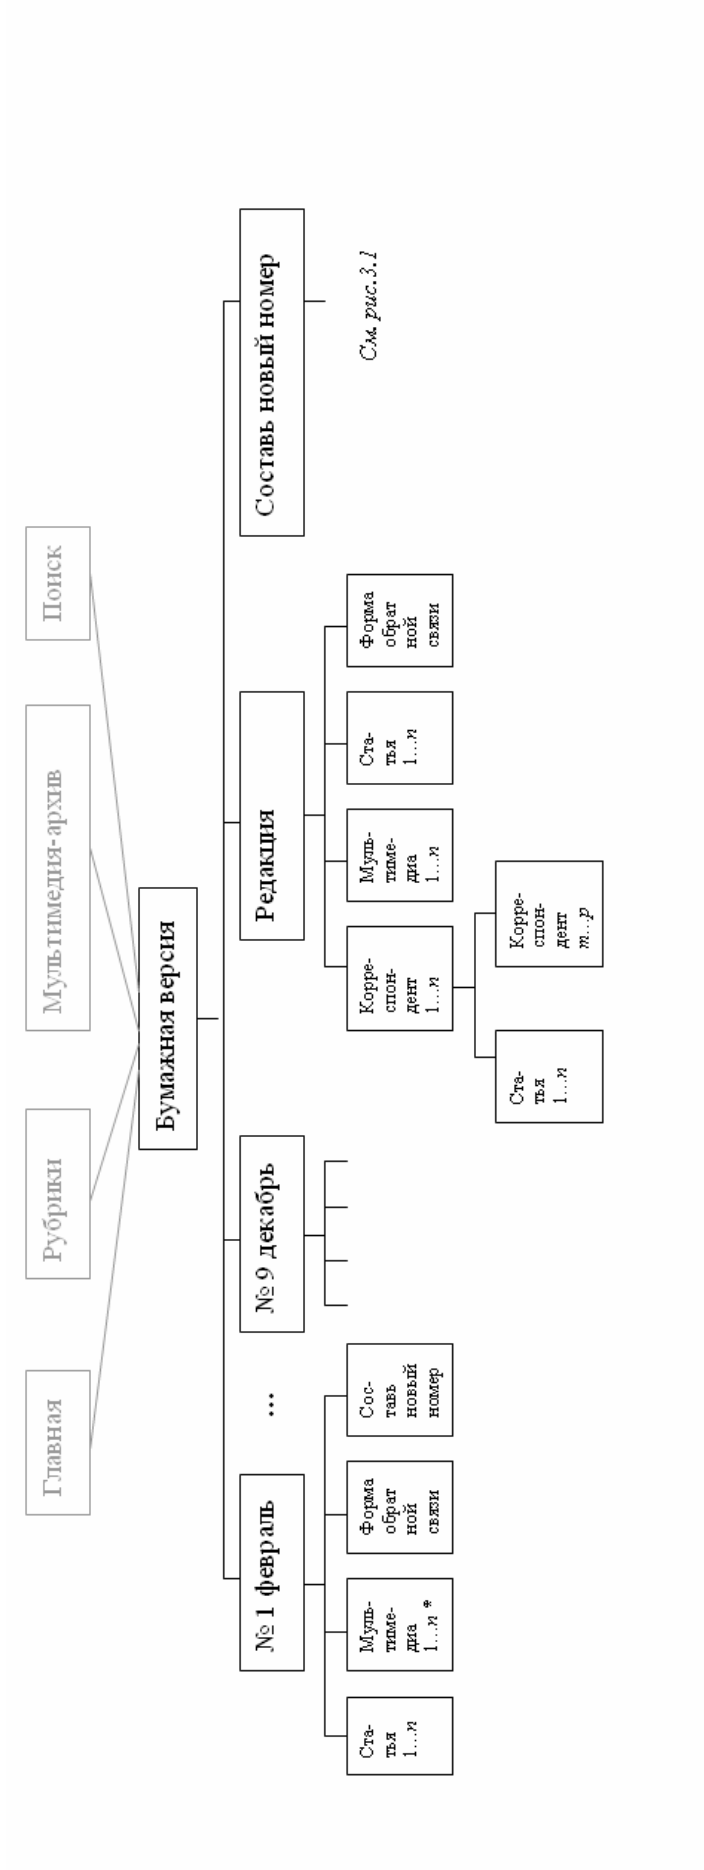 Главная
Рубрики
Мультимедия-архив
Поиск
Бумажная версия
№ 1 февраль
...
№ 9 декабрь
Редакция
Составь новый номер
Ста-
тья
1...n
Муль-
тиме-
диа
1...n *
Форма
обрат
ной
связи
Сос-
тавь
новый
номер
Корре-
спон-
дент
1...n
Муль-
тиме-
диа
1...n
Ста-
тья
1...n
Форма
обрат
ной
связи
См. рис.3.1
Ста-
тья
1...n
Корре-
спон-
дент
m...p